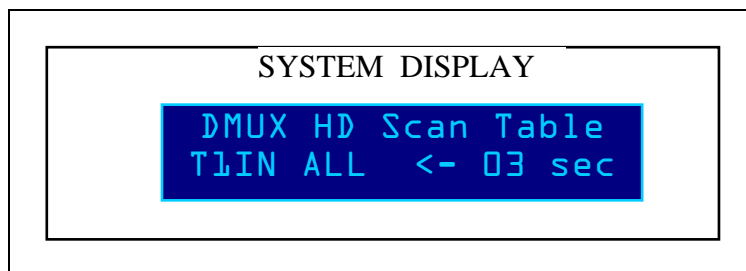 SYSTEM DISPLAY
DMUX HD Scan Table
T1IN ALL <- 03 sec